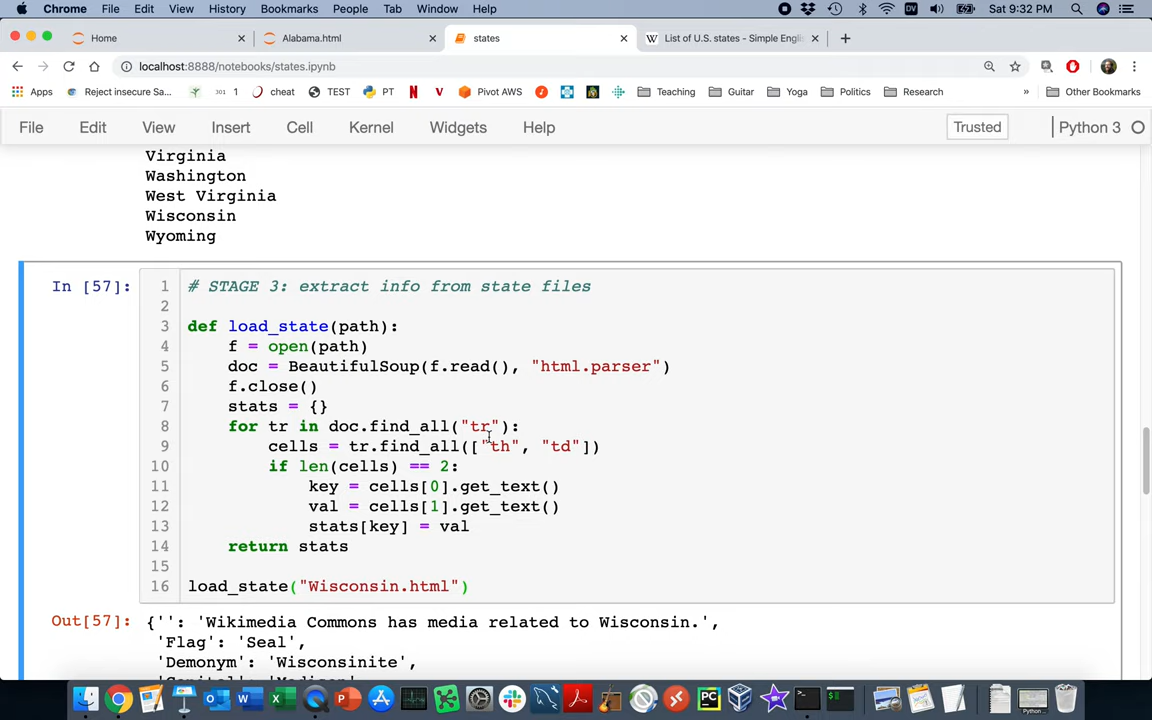 Chrome File Edit View History Bookmarks People Tab Window Help DV Sat 9:32 PM
Home × Alabama.html × states × List of U.S. states - Simple Engli × +
localhost:8888/notebooks/states.ipynb
Apps Reject insecure Sa... 301 1 cheat TEST PT N V Pivot AWS Teaching Guitar Yoga Politics Research » Other Bookmarks
File Edit View Insert Cell Kernel Widgets Help Trusted Python 3
Virginia
Washington
West Virginia
Wisconsin
Wyoming
In [57]: 1 # STAGE 3: extract info from state files
2
3 def load_state(path):
4 f = open(path)
5 doc = BeautifulSoup(f.read(), "html.parser")
6 f.close()
7 stats = {}
8 for tr in doc.find_all("tr"):
9 cells = tr.find_all(["th", "td"])
10 if len(cells) == 2:
11 key = cells[0].get_text()
12 val = cells[1].get_text()
13 stats[key] = val
14 return stats
15
16 load_state("Wisconsin.html")
Out[57]: {'': 'Wikimedia Commons has media related to Wisconsin.',
'Flag': 'Seal',
'Demonym': 'Wisconsinite',